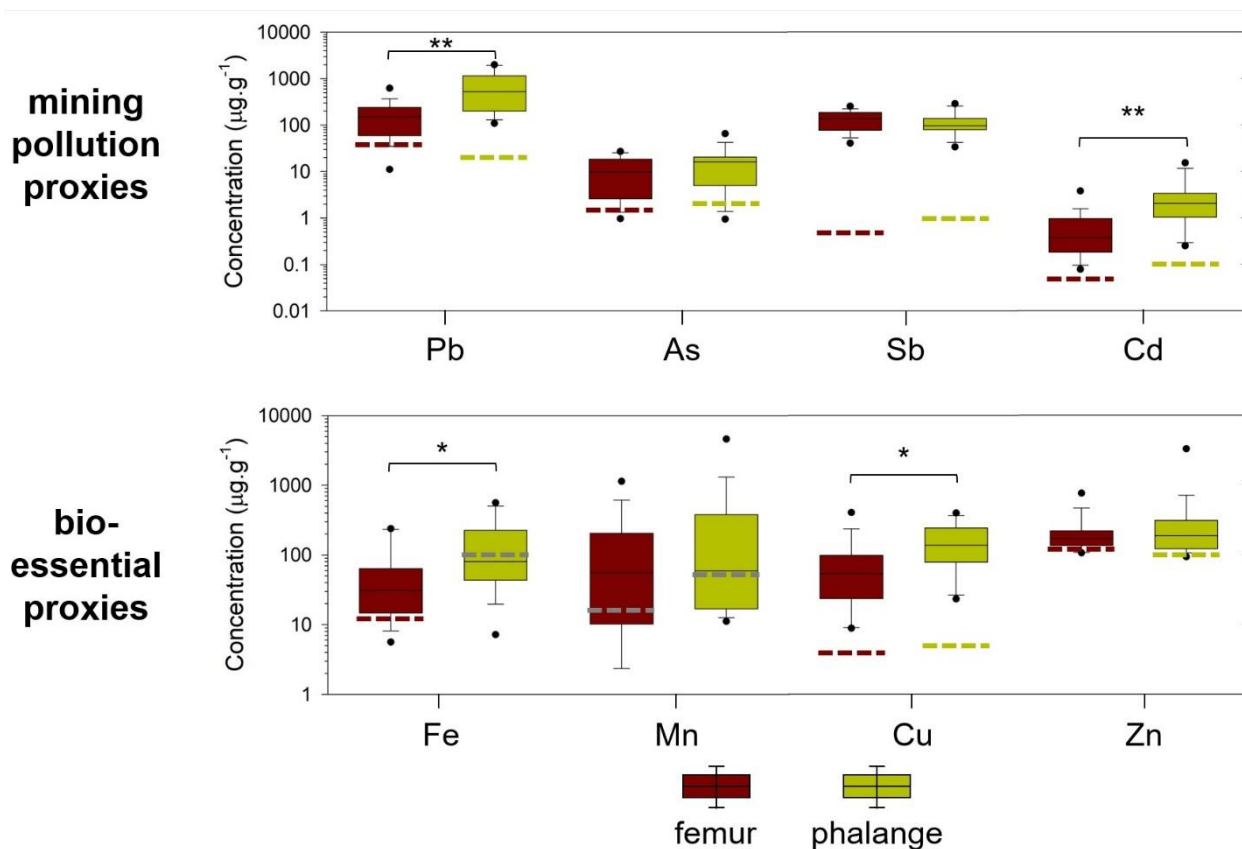 mining
pollution
proxies
Concentration (µg.g⁻¹)
10000
1000
100
10
1
0.1
0.01
**
**
Pb
As
Sb
Cd
bio-
essential
proxies
Concentration (µg.g⁻¹)
10000
1000
100
10
1
*
*
Fe
Mn
Cu
Zn
femur
phalange